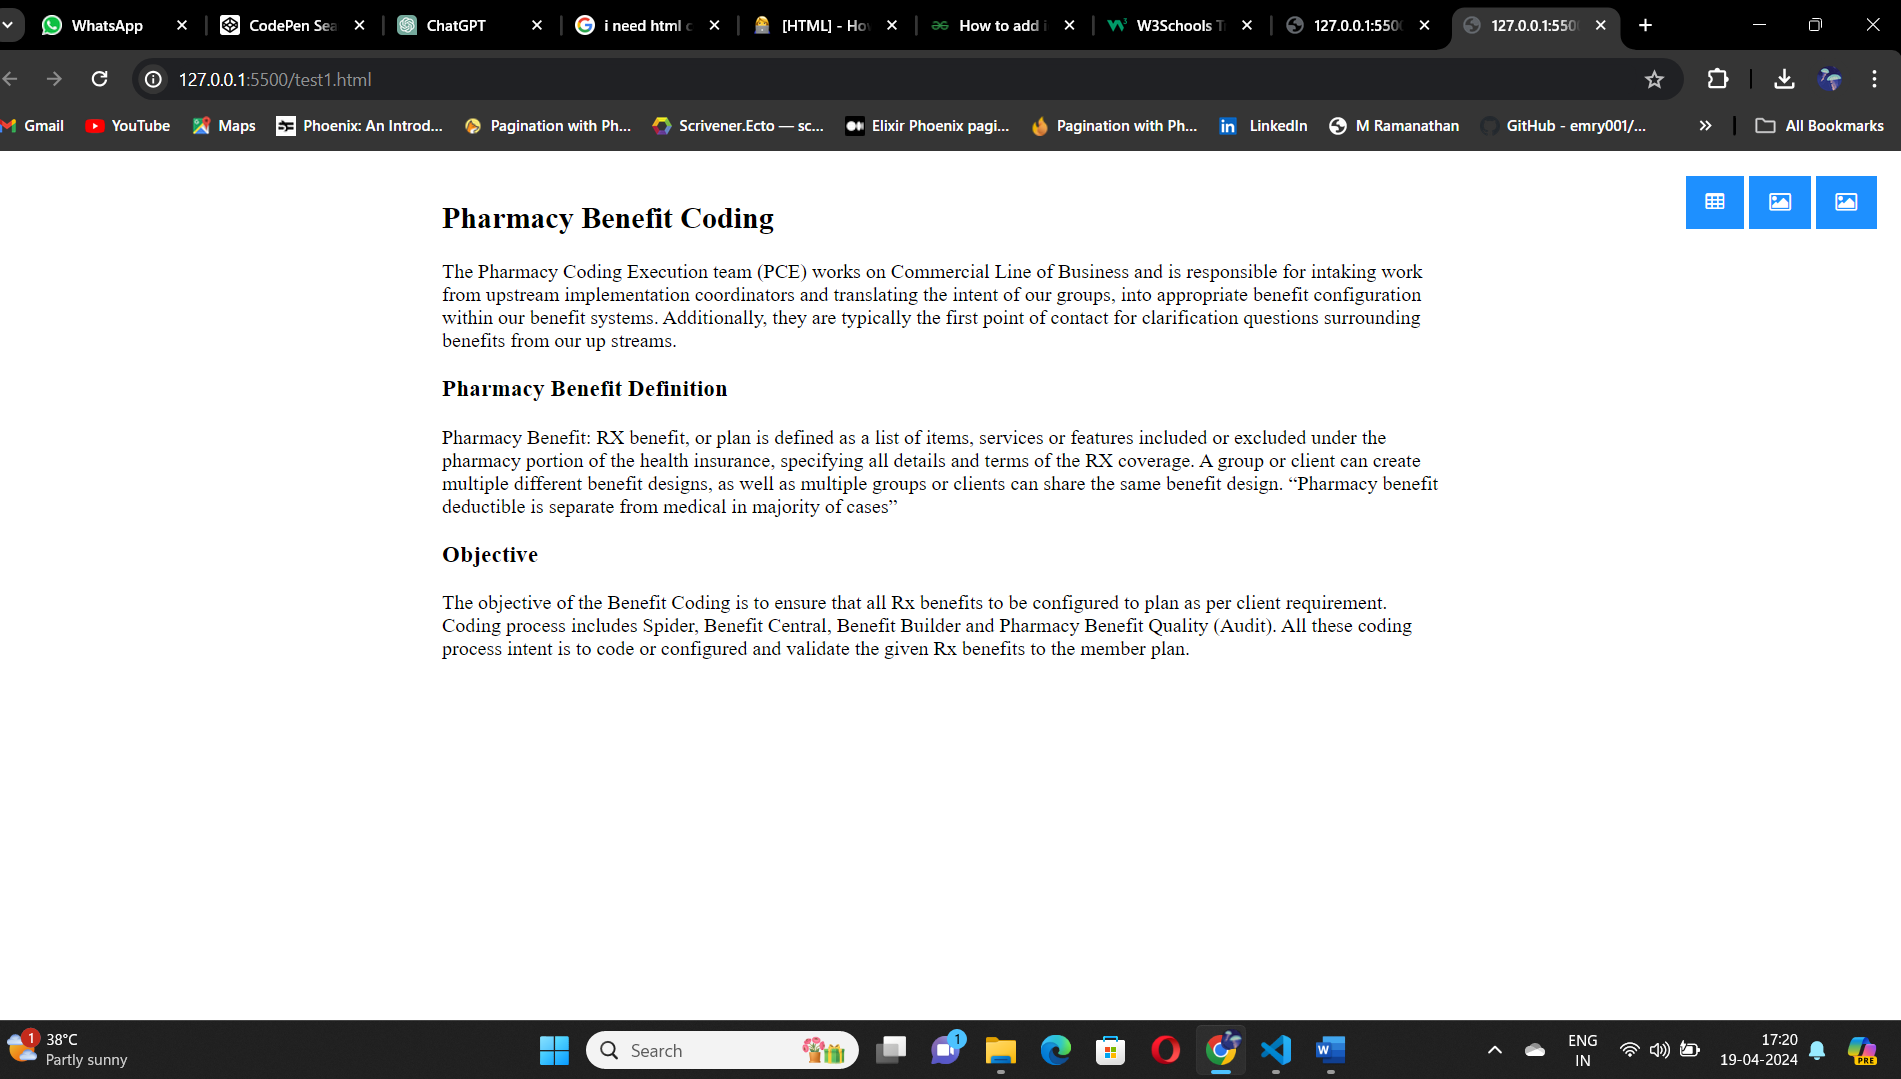 WhatsApp
CodePen Sea
ChatGPT
i need html c
[HTML] - Ho
How to add i
W3Schools T
127.0.0.1:550
127.0.0.1:550
127.0.0.1:5500/test1.html
Gmail
YouTube
Maps
Phoenix: An Introd...
Pagination with Ph...
Scrivener.Ecto — sc...
Elixir Phoenix pagi...
Pagination with Ph...
LinkedIn
M Ramanathan
GitHub - emry001/...
All Bookmarks
Pharmacy Benefit Coding
The Pharmacy Coding Execution team (PCE) works on Commercial Line of Business and is responsible for intaking work
from upstream implementation coordinators and translating the intent of our groups, into appropriate benefit configuration
within our benefit systems. Additionally, they are typically the first point of contact for clarification questions surrounding
benefits from our up streams.
Pharmacy Benefit Definition
Pharmacy Benefit: RX benefit, or plan is defined as a list of items, services or features included or excluded under the
pharmacy portion of the health insurance, specifying all details and terms of the RX coverage. A group or client can create
multiple different benefit designs, as well as multiple groups or clients can share the same benefit design. “Pharmacy benefit
deductible is separate from medical in majority of cases”
Objective
The objective of the Benefit Coding is to ensure that all Rx benefits to be configured to plan as per client requirement.
Coding process includes Spider, Benefit Central, Benefit Builder and Pharmacy Benefit Quality (Audit). All these coding
process intent is to code or configured and validate the given Rx benefits to the member plan.
1
38°C
Partly sunny
Search
1
W
ENG
IN
17:20
19-04-2024
PRE